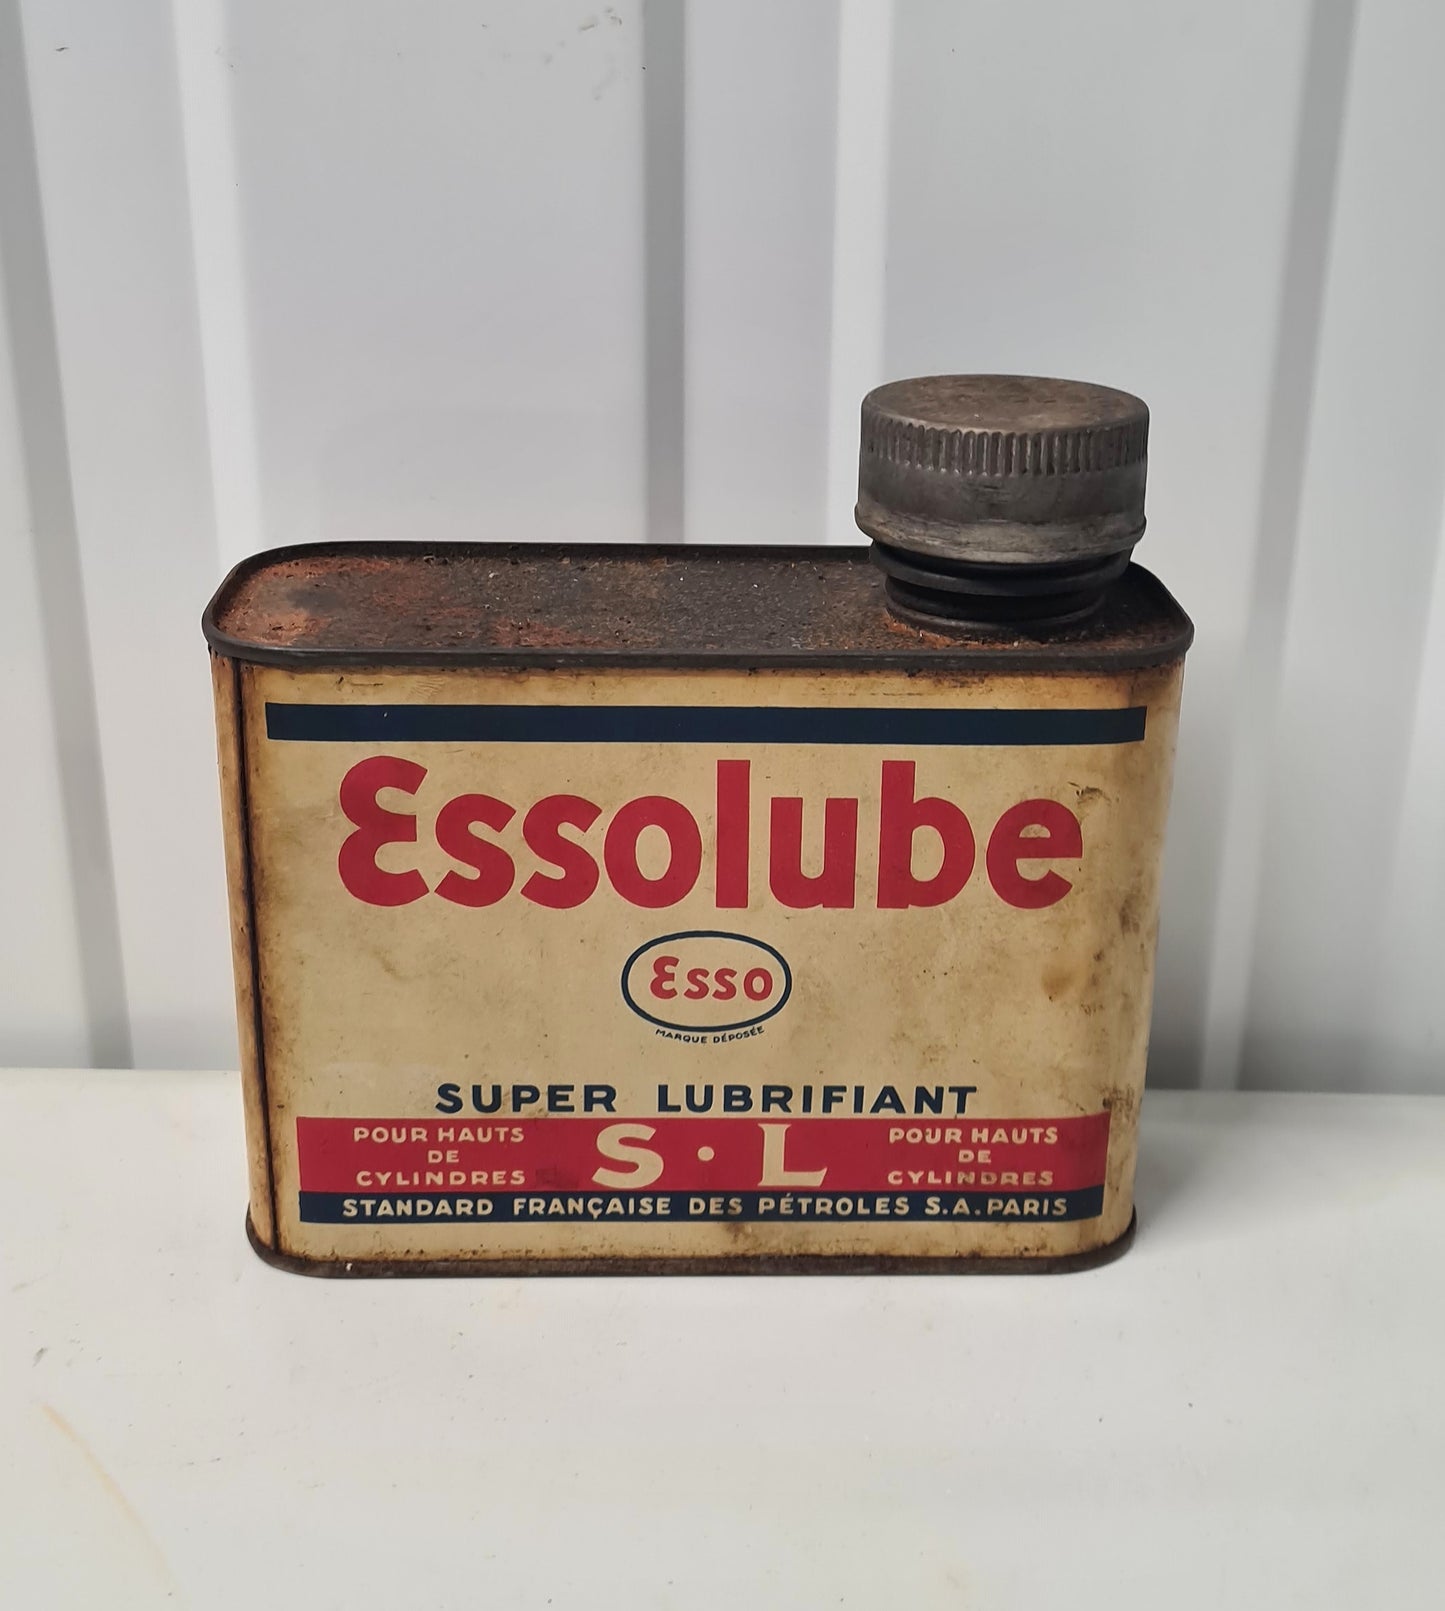 Essolube
Esso
MARQUE DÉPOSÉE
SUPER LUBRIFIANT
POUR HAUTS
DE
CYLINDRES
S·L
POUR HAUTS
DE
CYLINDRES
STANDARD FRANÇAISE DES PÉTROLES S.A. PARIS